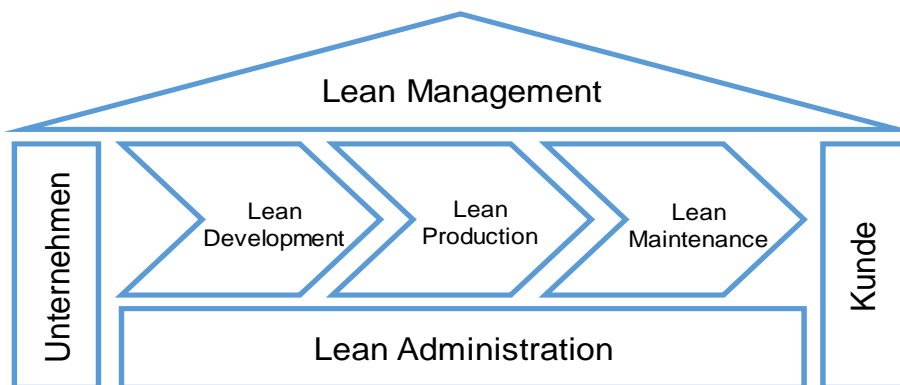 Lean Management
Unternehmen
Lean
Development
Lean
Production
Lean
Maintenance
Kunde
Lean Administration